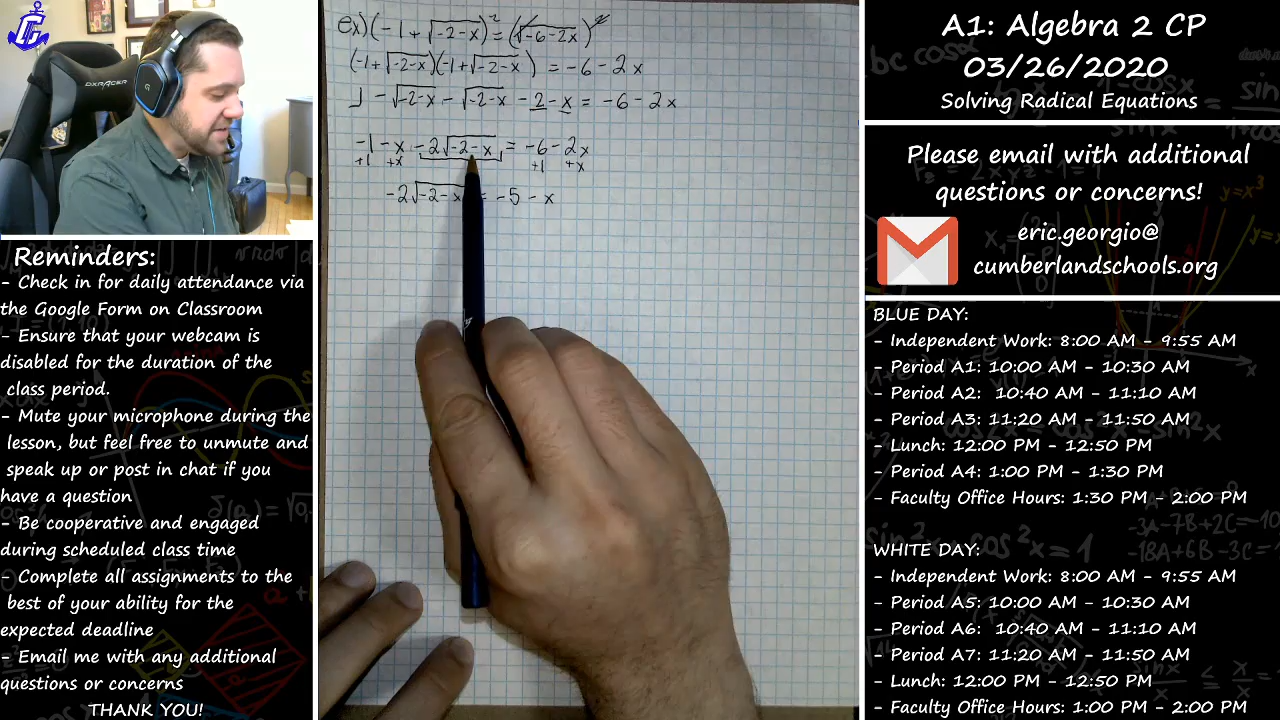 ex) (-1 + √-2-x)² = (√-6-2x)²
(-1+√-2-x)(-1+√-2-x) = -6-2x
1 - √-2-x - √-2-x - 2 - x = -6-2x
-1 - x - 2√-2-x = -6-2x
+1 +x +1 +x
-2√-2-x = -5 - x
DXRACER
Reminders:
- Check in for daily attendance via
the Google Form on Classroom
- Ensure that your webcam is
disabled for the duration of the
class period.
- Mute your microphone during the
lesson, but feel free to unmute and
speak up or post in chat if you
have a question
- Be cooperative and engaged
during scheduled class time
- Complete all assignments to the
best of your ability for the
expected deadline
- Email me with any additional
questions or concerns
THANK YOU!
A1: Algebra 2 CP
03/26/2020
Solving Radical Equations
Please email with additional
questions or concerns!
eric.georgio@
cumberlandschools.org
BLUE DAY:
- Independent Work: 8:00 AM - 9:55 AM
- Period A1: 10:00 AM - 10:30 AM
- Period A2: 10:40 AM - 11:10 AM
- Period A3: 11:20 AM - 11:50 AM
- Lunch: 12:00 PM - 12:50 PM
- Period A4: 1:00 PM - 1:30 PM
- Faculty Office Hours: 1:30 PM - 2:00 PM
WHITE DAY:
- Independent Work: 8:00 AM - 9:55 AM
- Period A5: 10:00 AM - 10:30 AM
- Period A6: 10:40 AM - 11:10 AM
- Period A7: 11:20 AM - 11:50 AM
- Lunch: 12:00 PM - 12:50 PM
- Faculty Office Hours: 1:00 PM - 2:00 PM